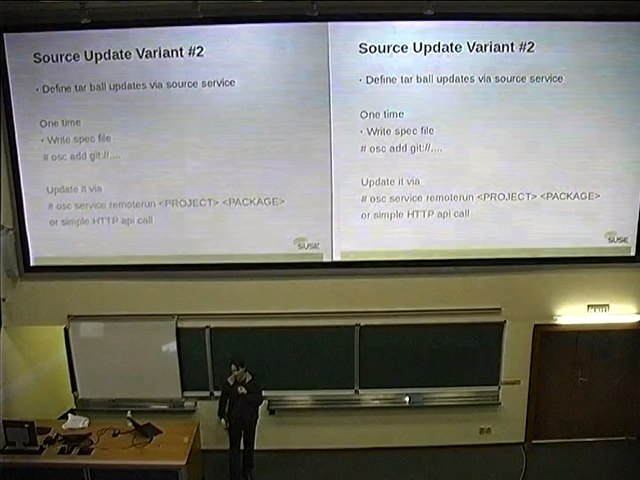 Source Update Variant #2
• Define tar ball updates via source service
One time
• Write spec file
# osc add git://....
Update it via
# osc service remoterun <PROJECT> <PACKAGE>
or simple HTTP api call
SUSE
Source Update Variant #2
• Define tar ball updates via source service
One time
• Write spec file
# osc add git://....
Update it via
# osc service remoterun <PROJECT> <PACKAGE>
or simple HTTP api call
SUSE